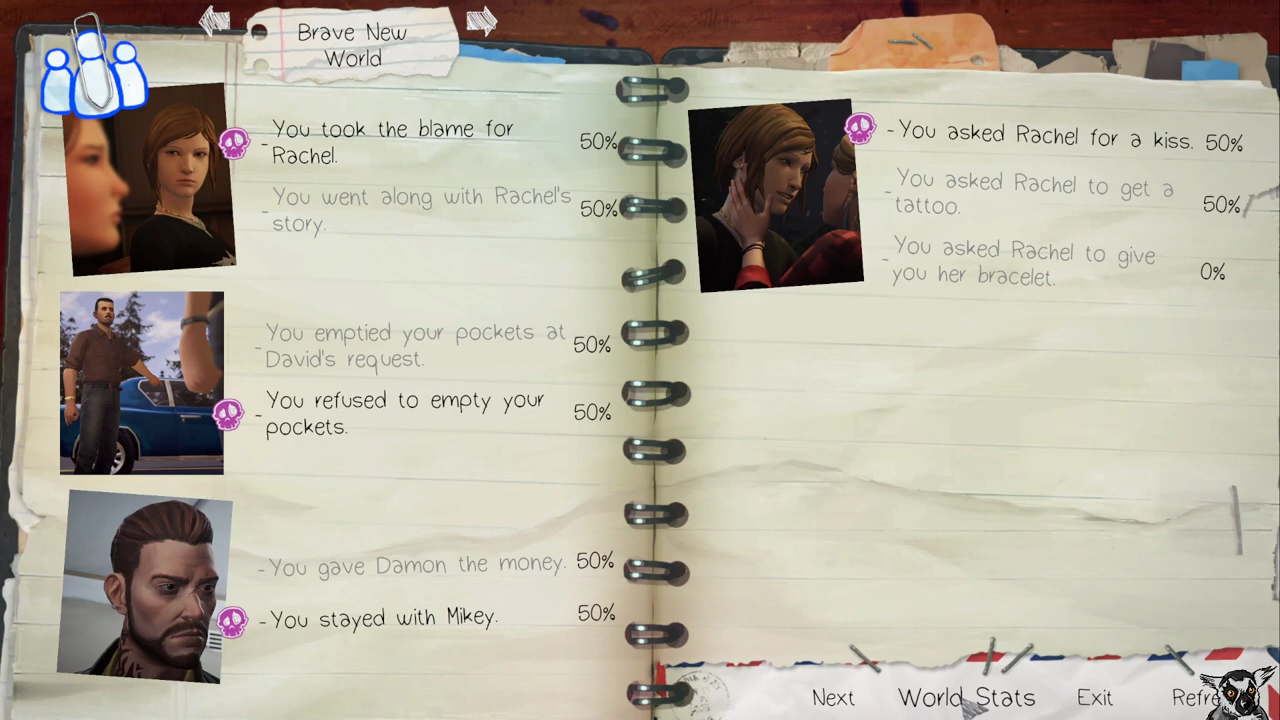 Brave New
World
-You took the blame for
Rachel.
50%
-You went along with Rachel's
story.
50%
-You emptied your pockets at
David's request.
50%
-You refused to empty your
pockets.
50%
-You gave Damon the money. 50%
-You stayed with Mikey. 50%
-You asked Rachel for a kiss. 50%
-You asked Rachel to get a
tattoo.
50%
-You asked Rachel to give
you her bracelet.
0%
Next World Stats Exit Refre